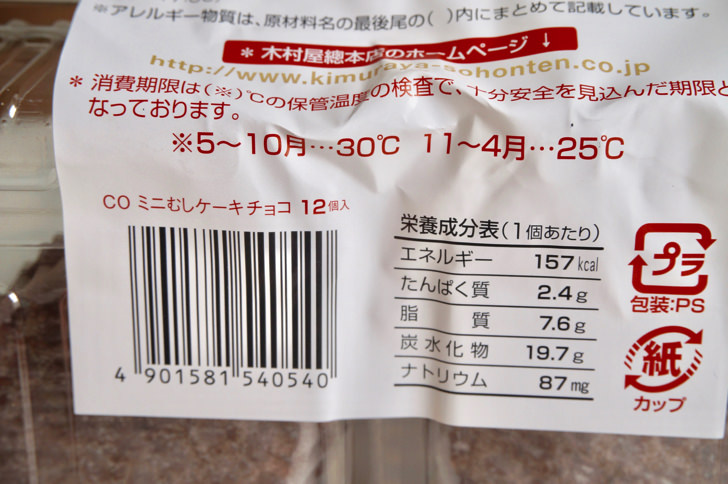 ※アレルギー物質は、原材料名の最後尾の( )内にまとめて記載しています。
＊木村屋總本店のホームページ↓
http://www.kimuraya-sohonten.co.jp
＊消費期限は(※)℃の保管温度の検査で、十分安全を見込んだ期限と
なっております。
※5〜10月…30℃ 11〜4月…25℃
CO ミニむしケーキチョコ 12個入
4 901581 540540
栄養成分表(1個あたり)
エネルギー 157kcal
たんぱく質 2.4g
脂質 7.6g
炭水化物 19.7g
ナトリウム 87mg
プラ
包装:PS
紙
カップ